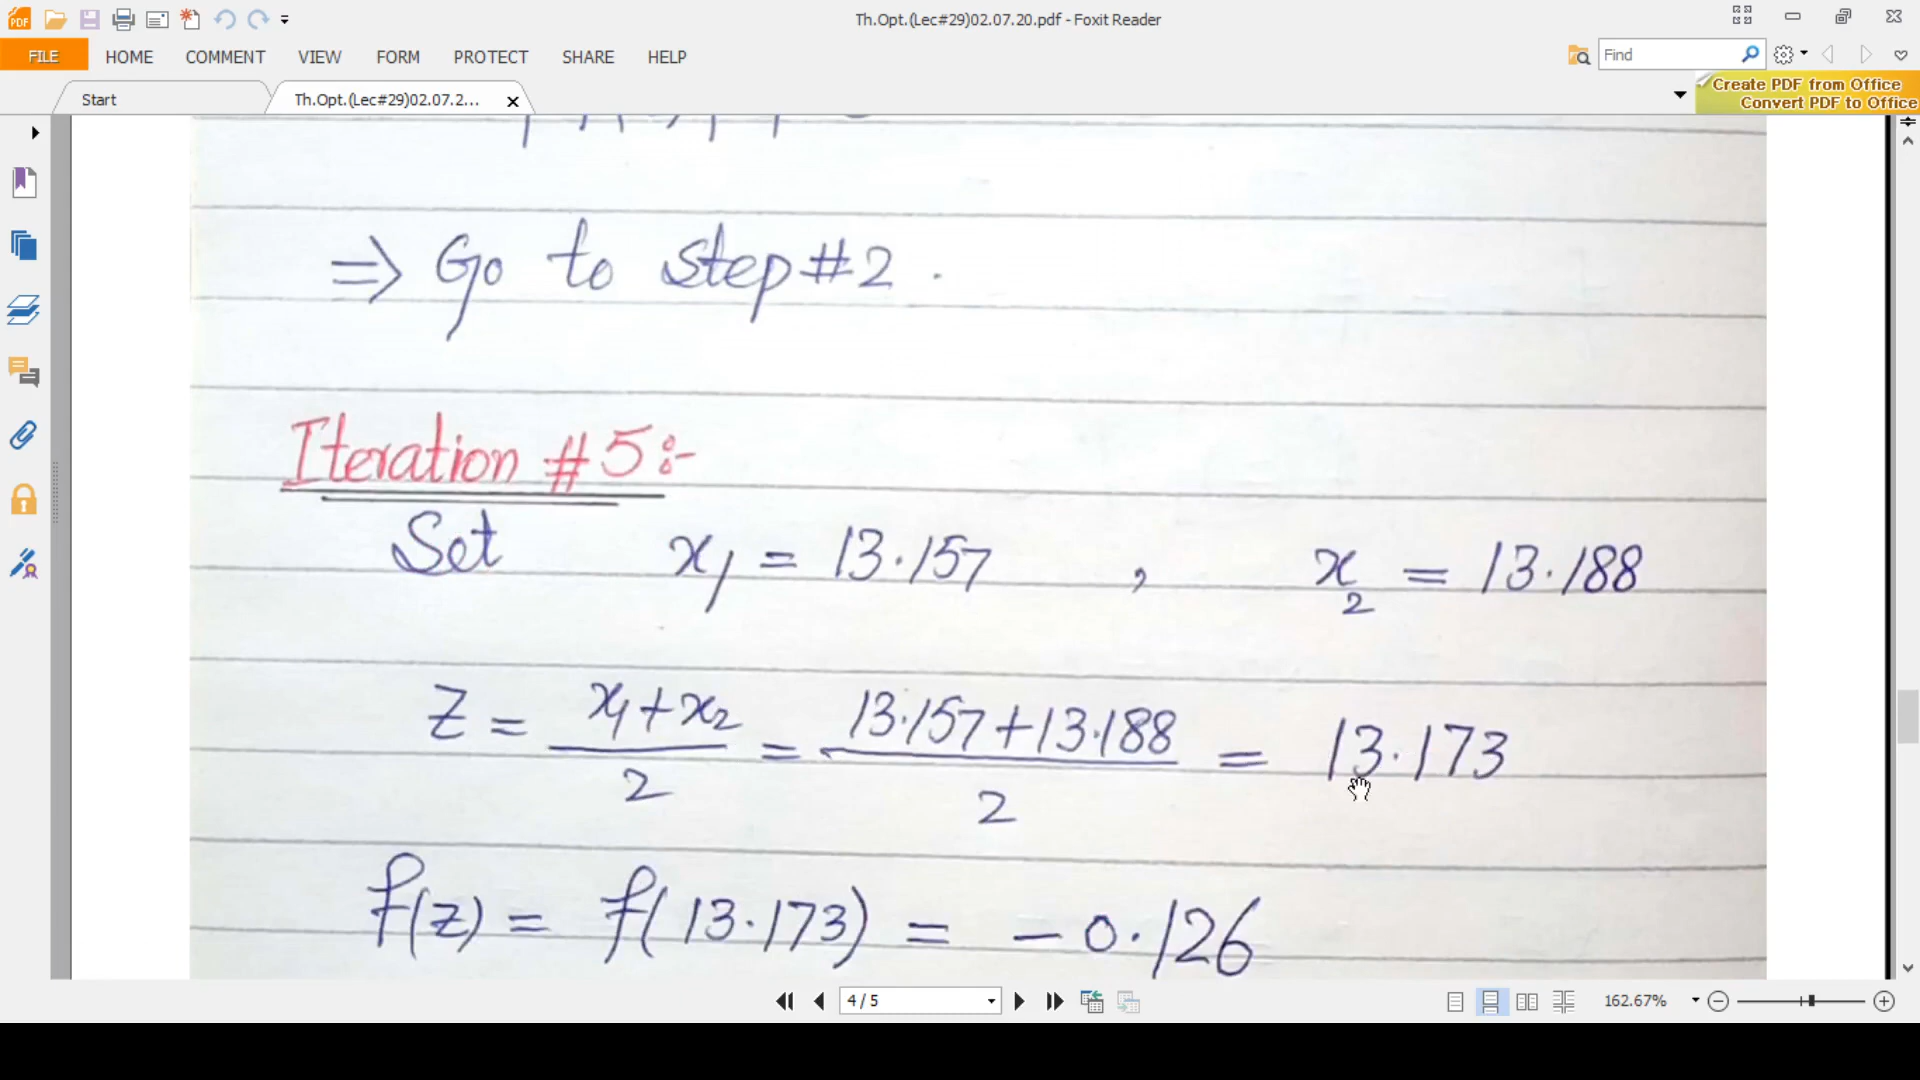 Th.Opt.(Lec#29)02.07.20.pdf - Foxit Reader
FILE HOME COMMENT VIEW FORM PROTECT SHARE HELP
Find
Start
Th.Opt.(Lec#29)02.07.2...
Create PDF from Office
Convert PDF to Office
⇒ Go to step #2 .
Iteration #5:-
Set x₁ = 13.157 , x₂ = 13.188
Z = (x₁+x₂)/2 = (13.157+13.188)/2 = 13.173
f(z) = f(13.173) = -0.126
4 / 5
162.67%